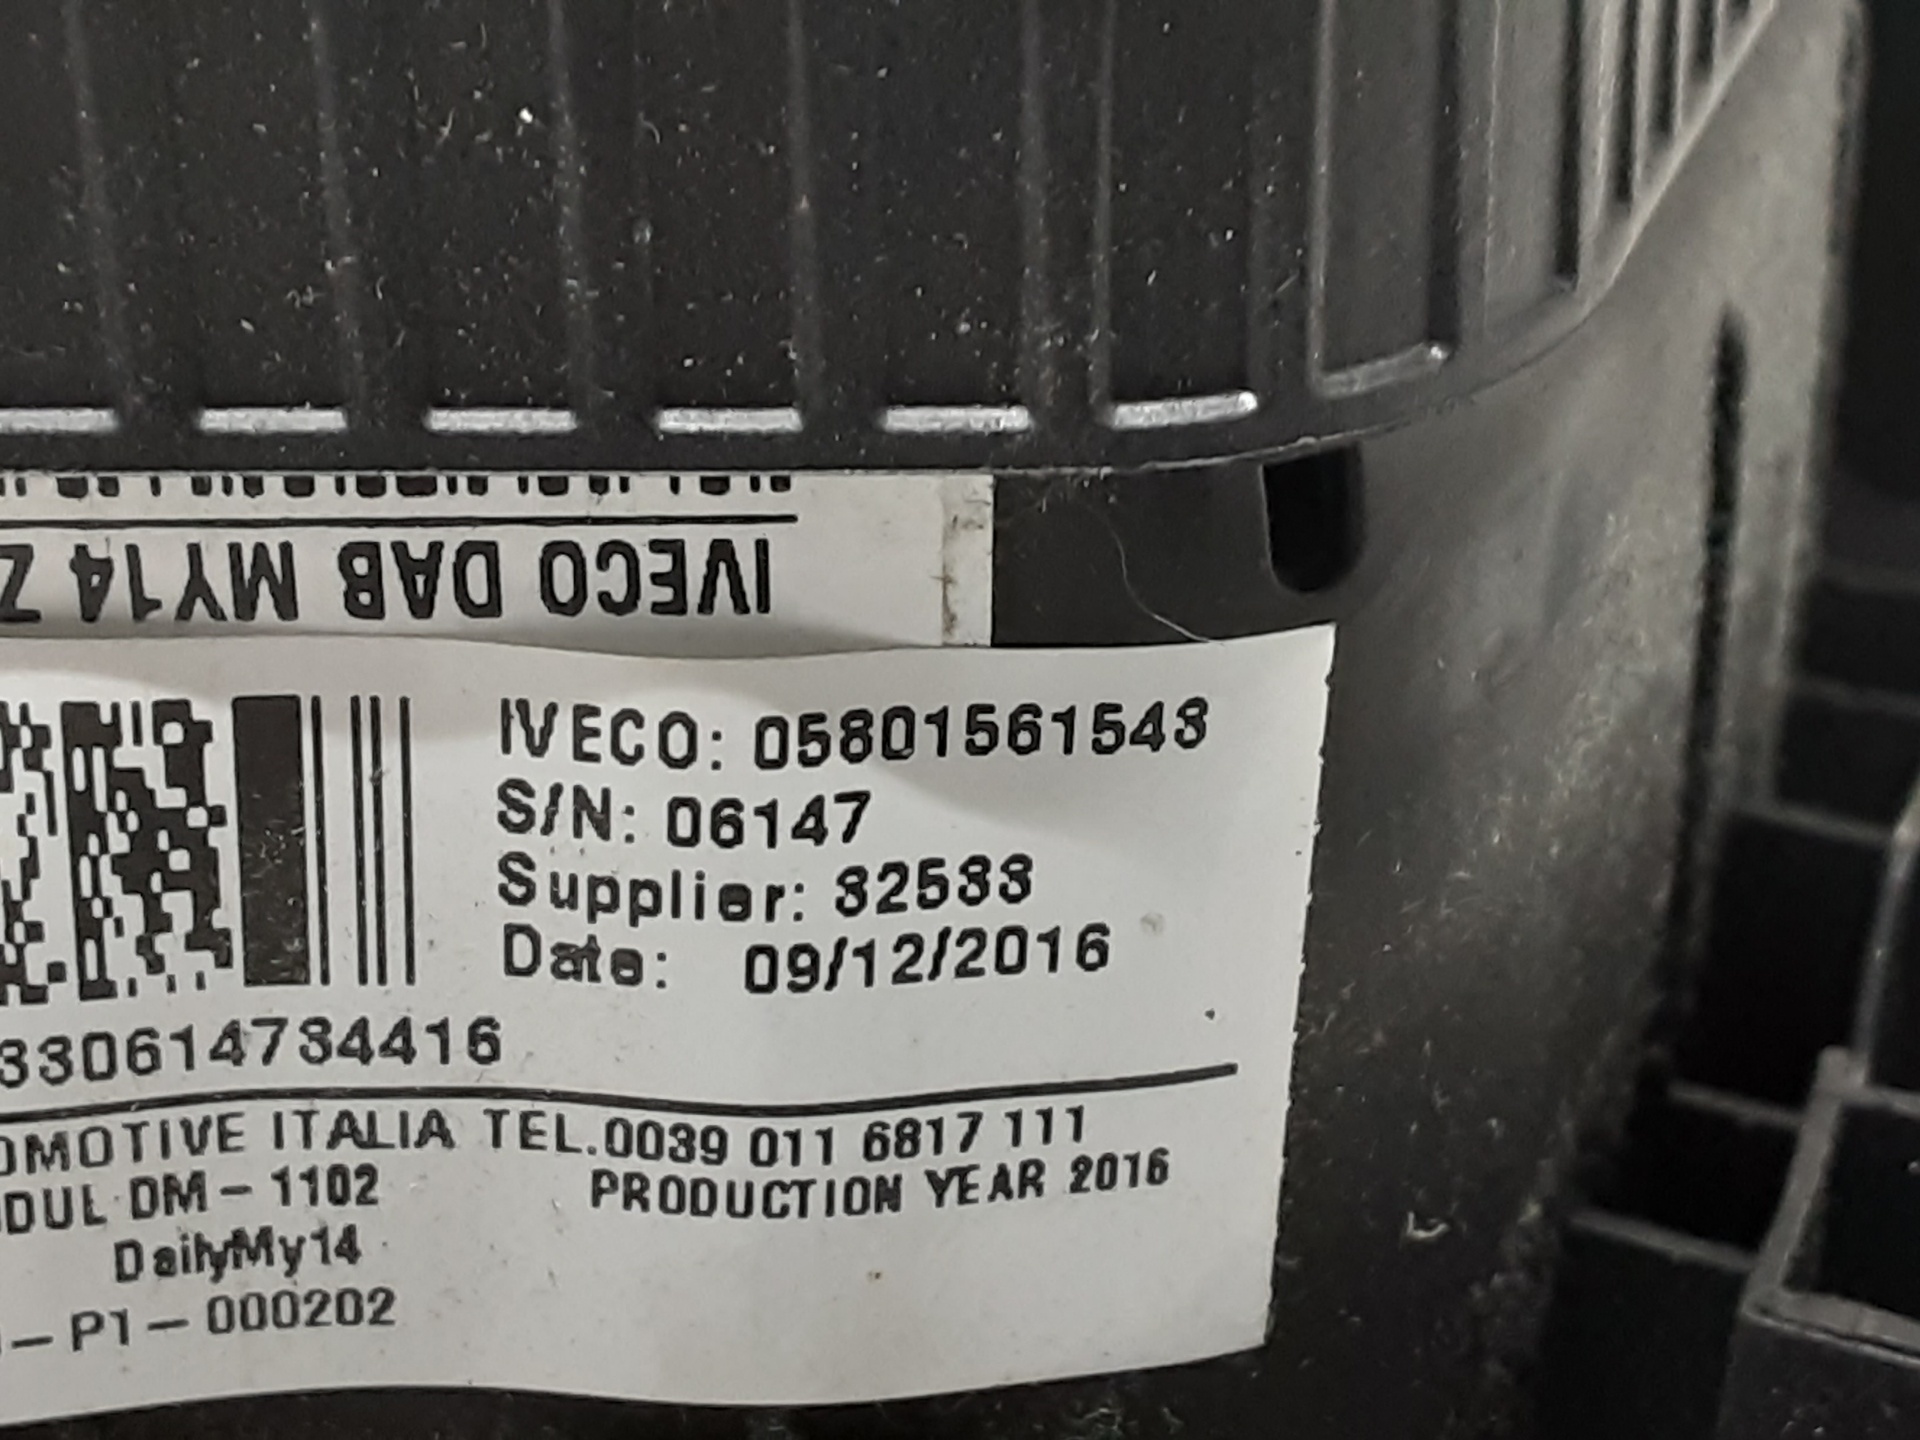 IVECO DAB MY14
IVECO: 05801561543
S/N: 06147
Supplier: 32533
Date: 09/12/2016
330614734416
OMOTIVE ITALIA TEL.0039 011 6817 111
DUL DM-1102 PRODUCTION YEAR 2016
DailyMy14
-P1-000202